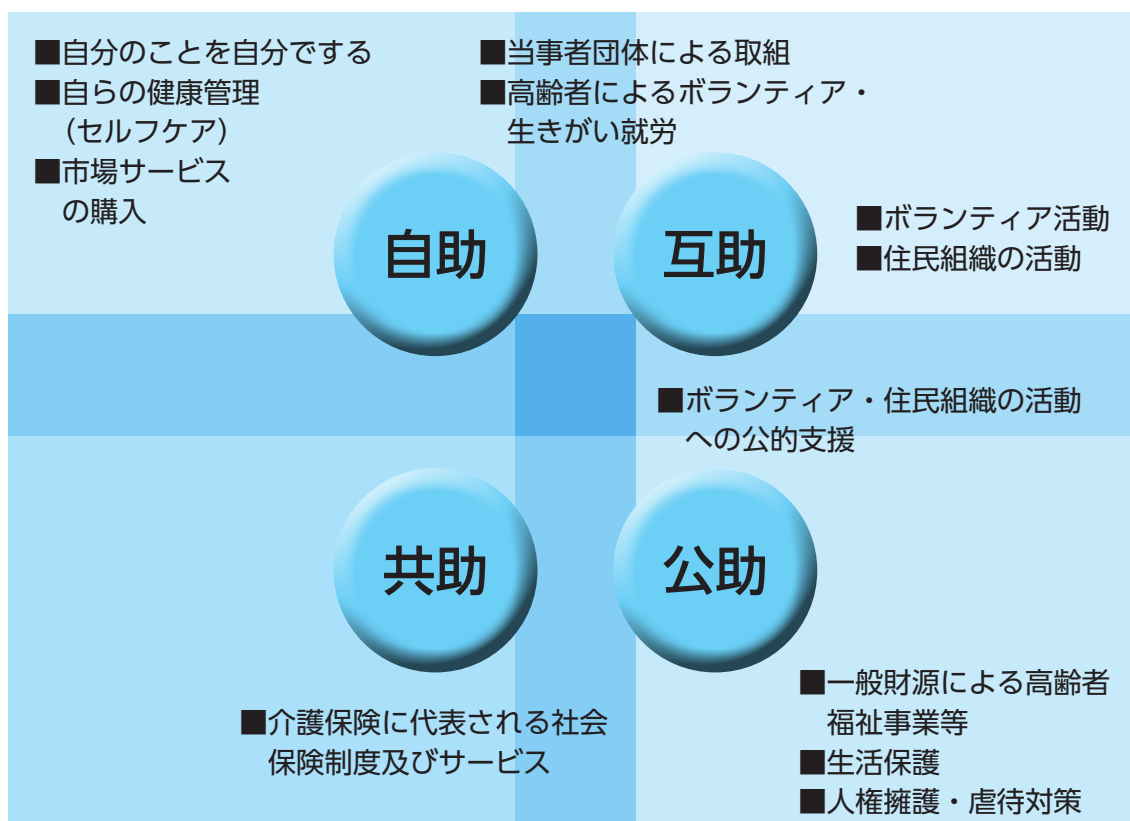 ■自分のことを自分でする
■自らの健康管理
（セルフケア）
■市場サービス
の購入
■当事者団体による取組
■高齢者によるボランティア・
生きがい就労
自助
互助
■ボランティア活動
■住民組織の活動
■ボランティア・住民組織の活動
への公的支援
共助
公助
■介護保険に代表される社会
保険制度及びサービス
■一般財源による高齢者
福祉事業等
■生活保護
■人権擁護・虐待対策